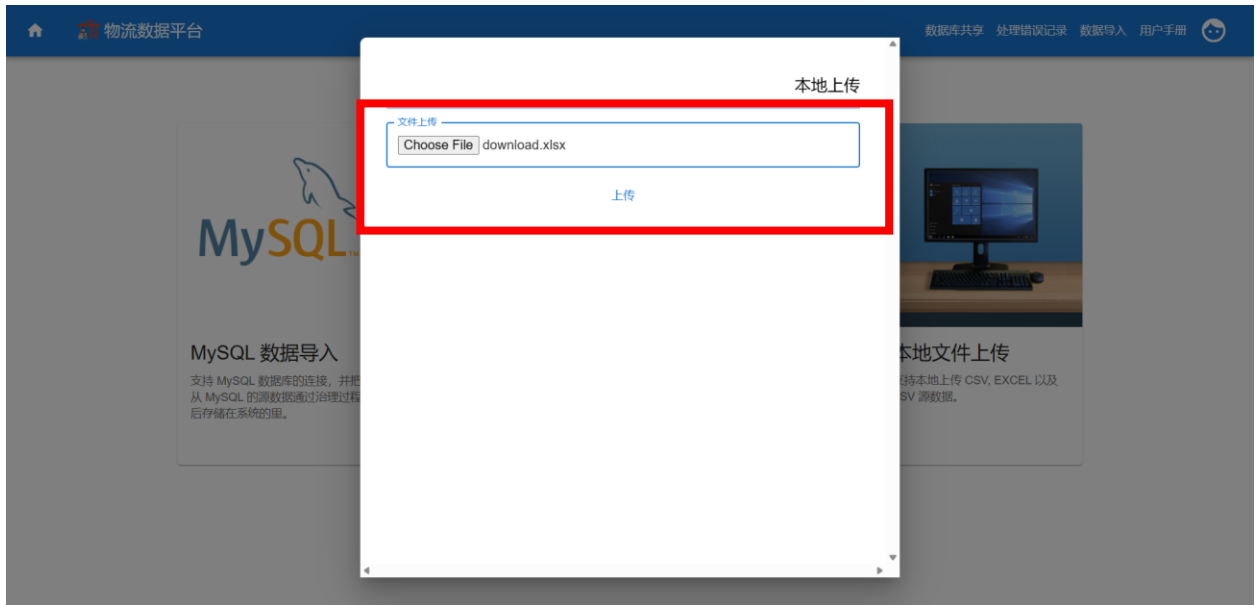 物流数据平台
数据库共享 处理错误记录 数据导入 用户手册
本地上传
文件上传
Choose File download.xlsx
上传
MySQL
MySQL 数据导入
支持 MySQL 数据库的连接，并把
从 MySQL 的源数据通过治理过程
后存储在系统的里。
本地文件上传
支持本地上传 CSV, EXCEL 以及
SV 源数据。